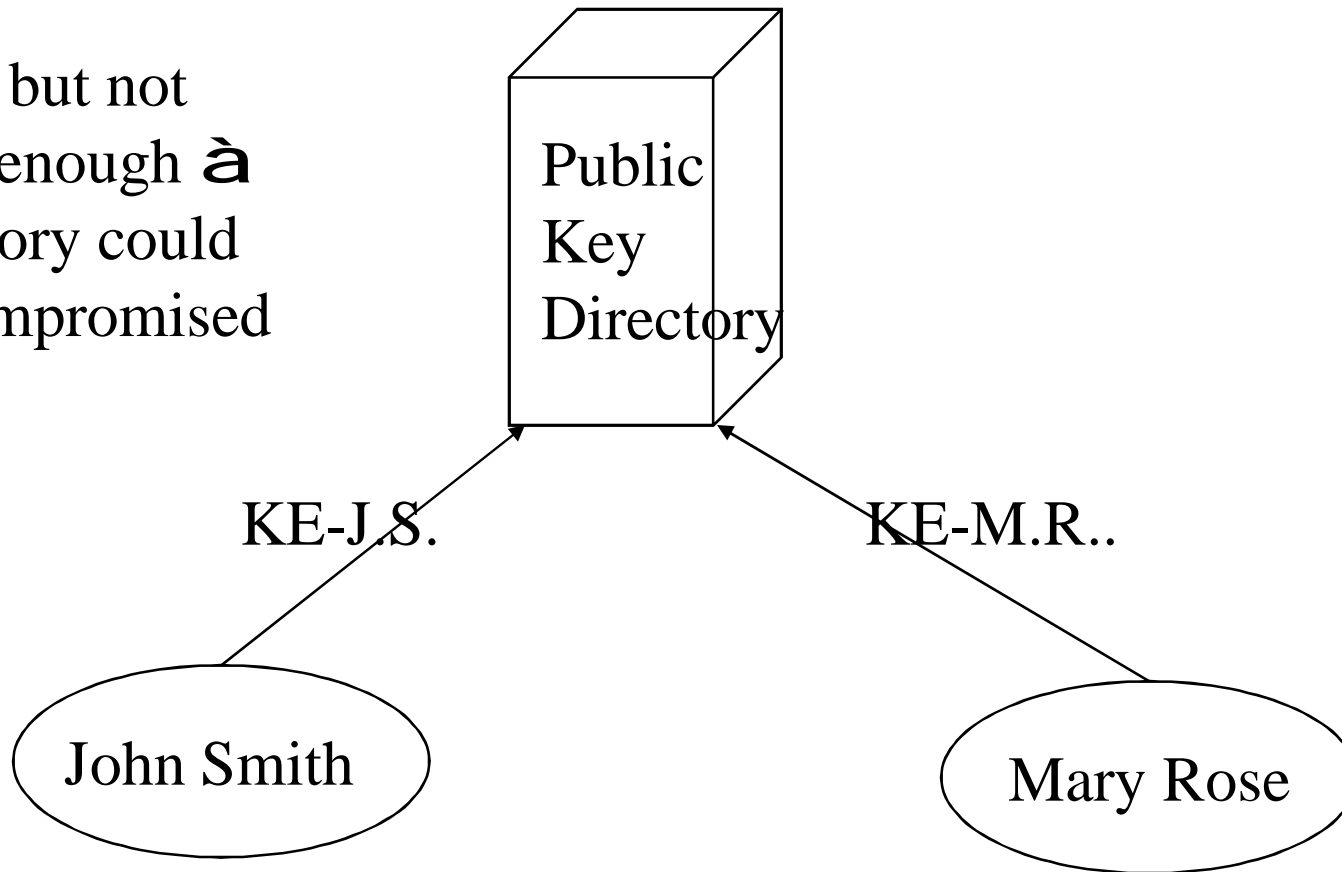 but not
enough à
ory could
mpromised
Public
Key
Directory
KE-J.S.
KE-M.R..
John Smith
Mary Rose